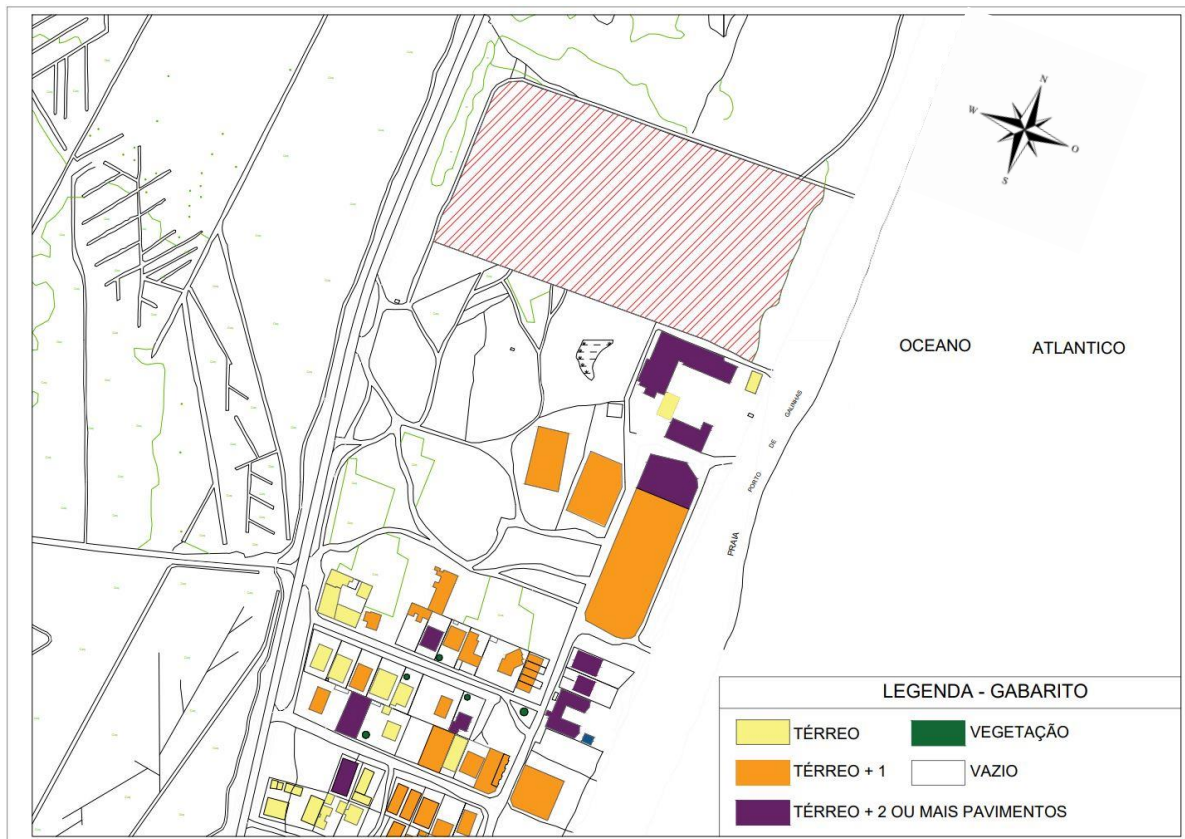 N
W
O
S
OCEANO ATLANTICO
PRAIA PORTO DE GALINHAS
LEGENDA - GABARITO
TÉRREO
VEGETAÇÃO
TÉRREO + 1
VAZIO
TÉRREO + 2 OU MAIS PAVIMENTOS